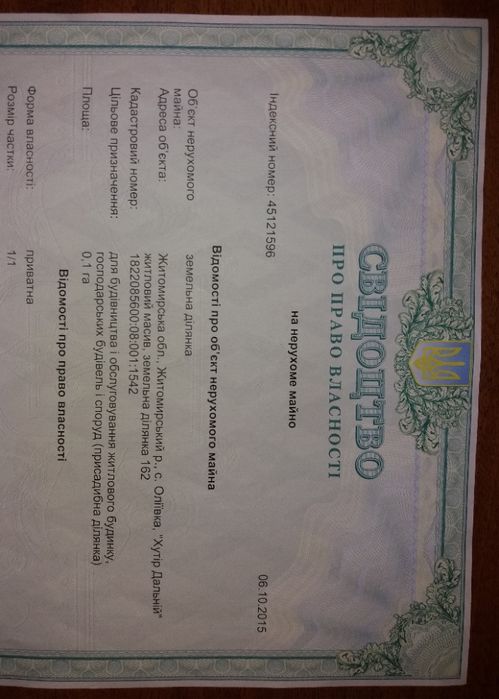 СВІДОЦТВО
ПРО ПРАВО ВЛАСНОСТІ
на нерухоме майно
Індексний номер: 45121596
06.10.2015
Відомості про об'єкт нерухомого майна
Об'єкт нерухомого
майна:
земельна ділянка
Адреса об'єкта:
Житомирська обл., Житомирський р., с. Оліївка, "Хутір Дальній"
житловий масив, земельна ділянка 162
Кадастровий номер:
1822085600:08:001:1542
Цільове призначення:
для будівництва і обслуговування житлового будинку,
господарських будівель і споруд (присадибна ділянка)
Площа:
0.1 га
Відомості про право власності
Форма власності:
приватна
Розмір частки:
1/1